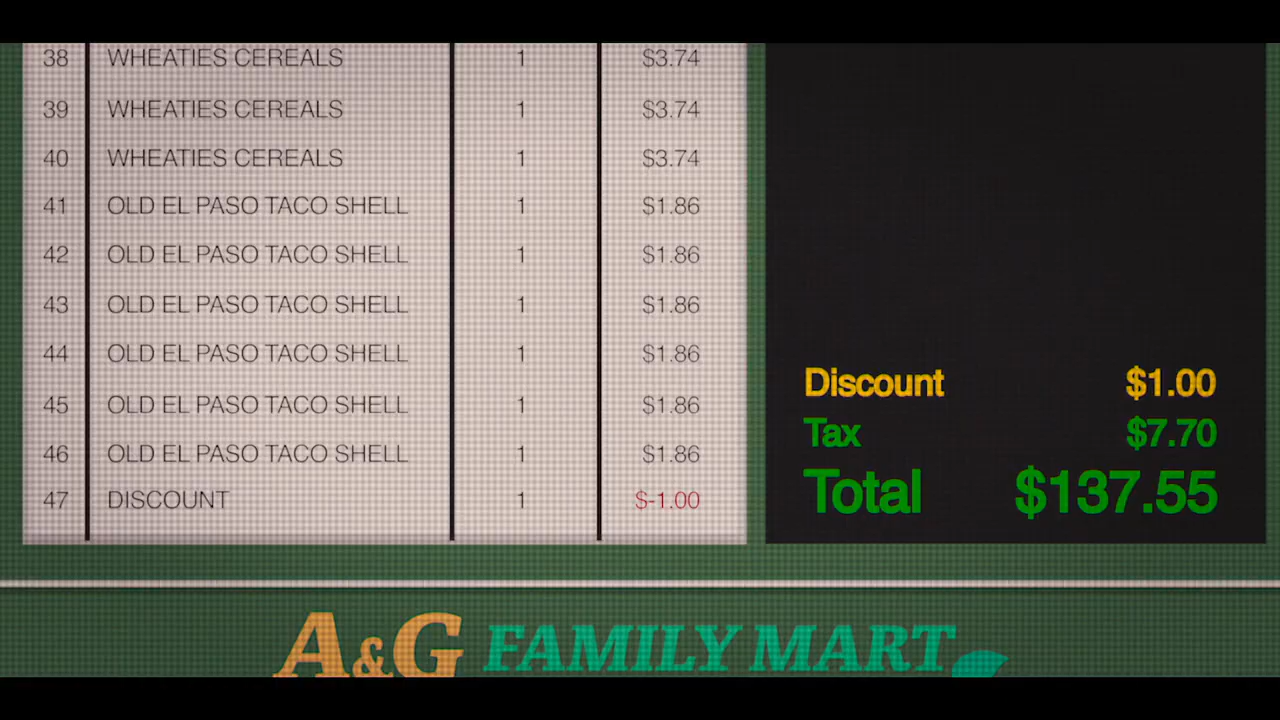 38 WHEATIES CEREALS 1 $3.74
39 WHEATIES CEREALS 1 $3.74
40 WHEATIES CEREALS 1 $3.74
41 OLD EL PASO TACO SHELL 1 $1.86
42 OLD EL PASO TACO SHELL 1 $1.86
43 OLD EL PASO TACO SHELL 1 $1.86
44 OLD EL PASO TACO SHELL 1 $1.86
45 OLD EL PASO TACO SHELL 1 $1.86
46 OLD EL PASO TACO SHELL 1 $1.86
47 DISCOUNT 1 $-1.00
Discount $1.00
Tax $7.70
Total $137.55
A&G FAMILY MART